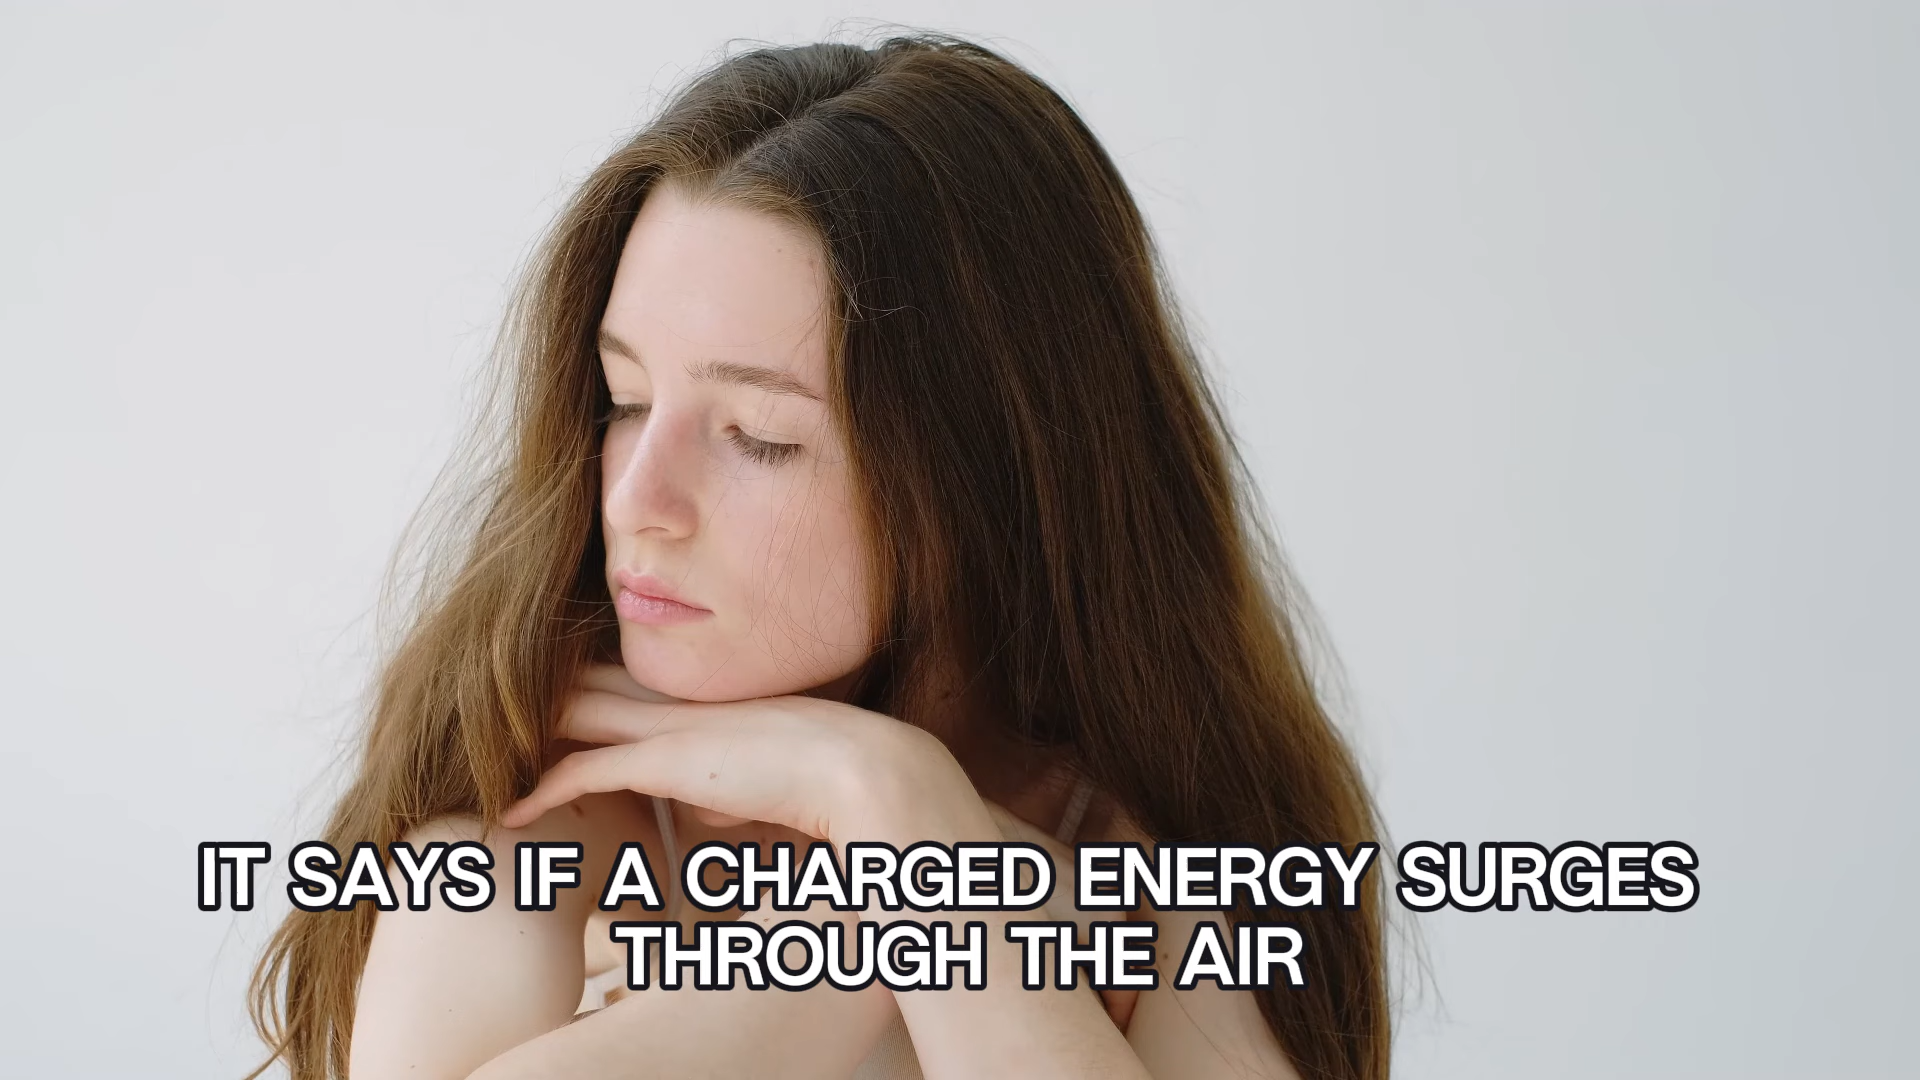 IT SAYS IF A CHARGED ENERGY SURGES
THROUGH THE AIR